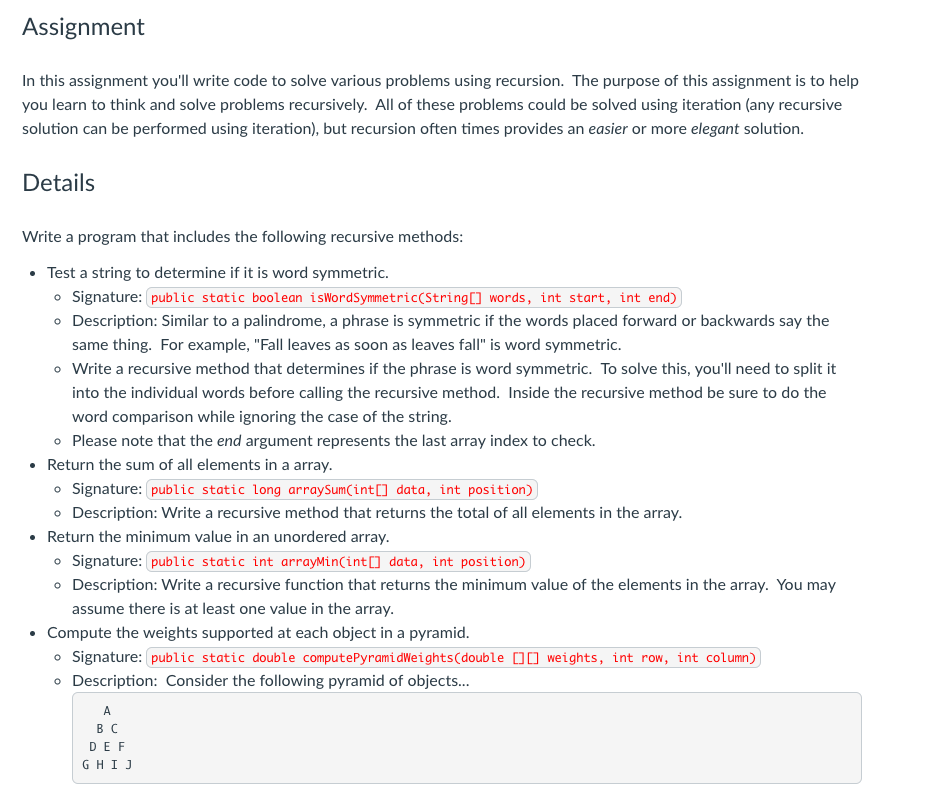 Assignment
In this assignment you'll write code to solve various problems using recursion.  The purpose of this assignment is to help
you learn to think and solve problems recursively.  All of these problems could be solved using iteration (any recursive
solution can be performed using iteration), but recursion often times provides an easier or more elegant solution.
Details
Write a program that includes the following recursive methods:
• Test a string to determine if it is word symmetric.
◦ Signature: public static boolean isWordSymmetric(String[] words, int start, int end)
◦ Description: Similar to a palindrome, a phrase is symmetric if the words placed forward or backwards say the
same thing.  For example, "Fall leaves as soon as leaves fall" is word symmetric.
◦ Write a recursive method that determines if the phrase is word symmetric.  To solve this, you'll need to split it
into the individual words before calling the recursive method.  Inside the recursive method be sure to do the
word comparison while ignoring the case of the string.
◦ Please note that the end argument represents the last array index to check.
• Return the sum of all elements in a array.
◦ Signature: public static long arraySum(int[] data, int position)
◦ Description: Write a recursive method that returns the total of all elements in the array.
• Return the minimum value in an unordered array.
◦ Signature: public static int arrayMin(int[] data, int position)
◦ Description: Write a recursive function that returns the minimum value of the elements in the array.  You may
assume there is at least one value in the array.
• Compute the weights supported at each object in a pyramid.
◦ Signature: public static double computePyramidWeights(double [][] weights, int row, int column)
◦ Description:  Consider the following pyramid of objects...
A
B C
D E F
G H I J